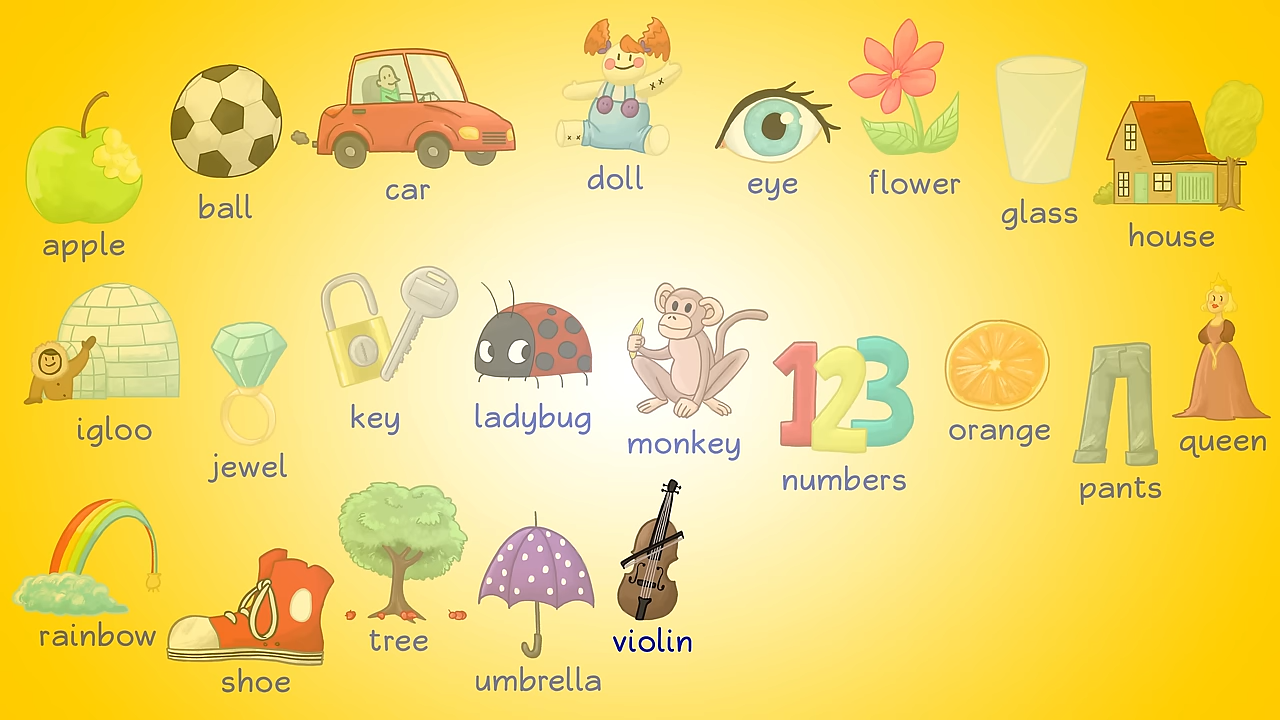 apple
ball
car
doll
eye
flower
glass
house
igloo
jewel
key
ladybug
monkey
123
numbers
orange
pants
queen
rainbow
shoe
tree
umbrella
violin